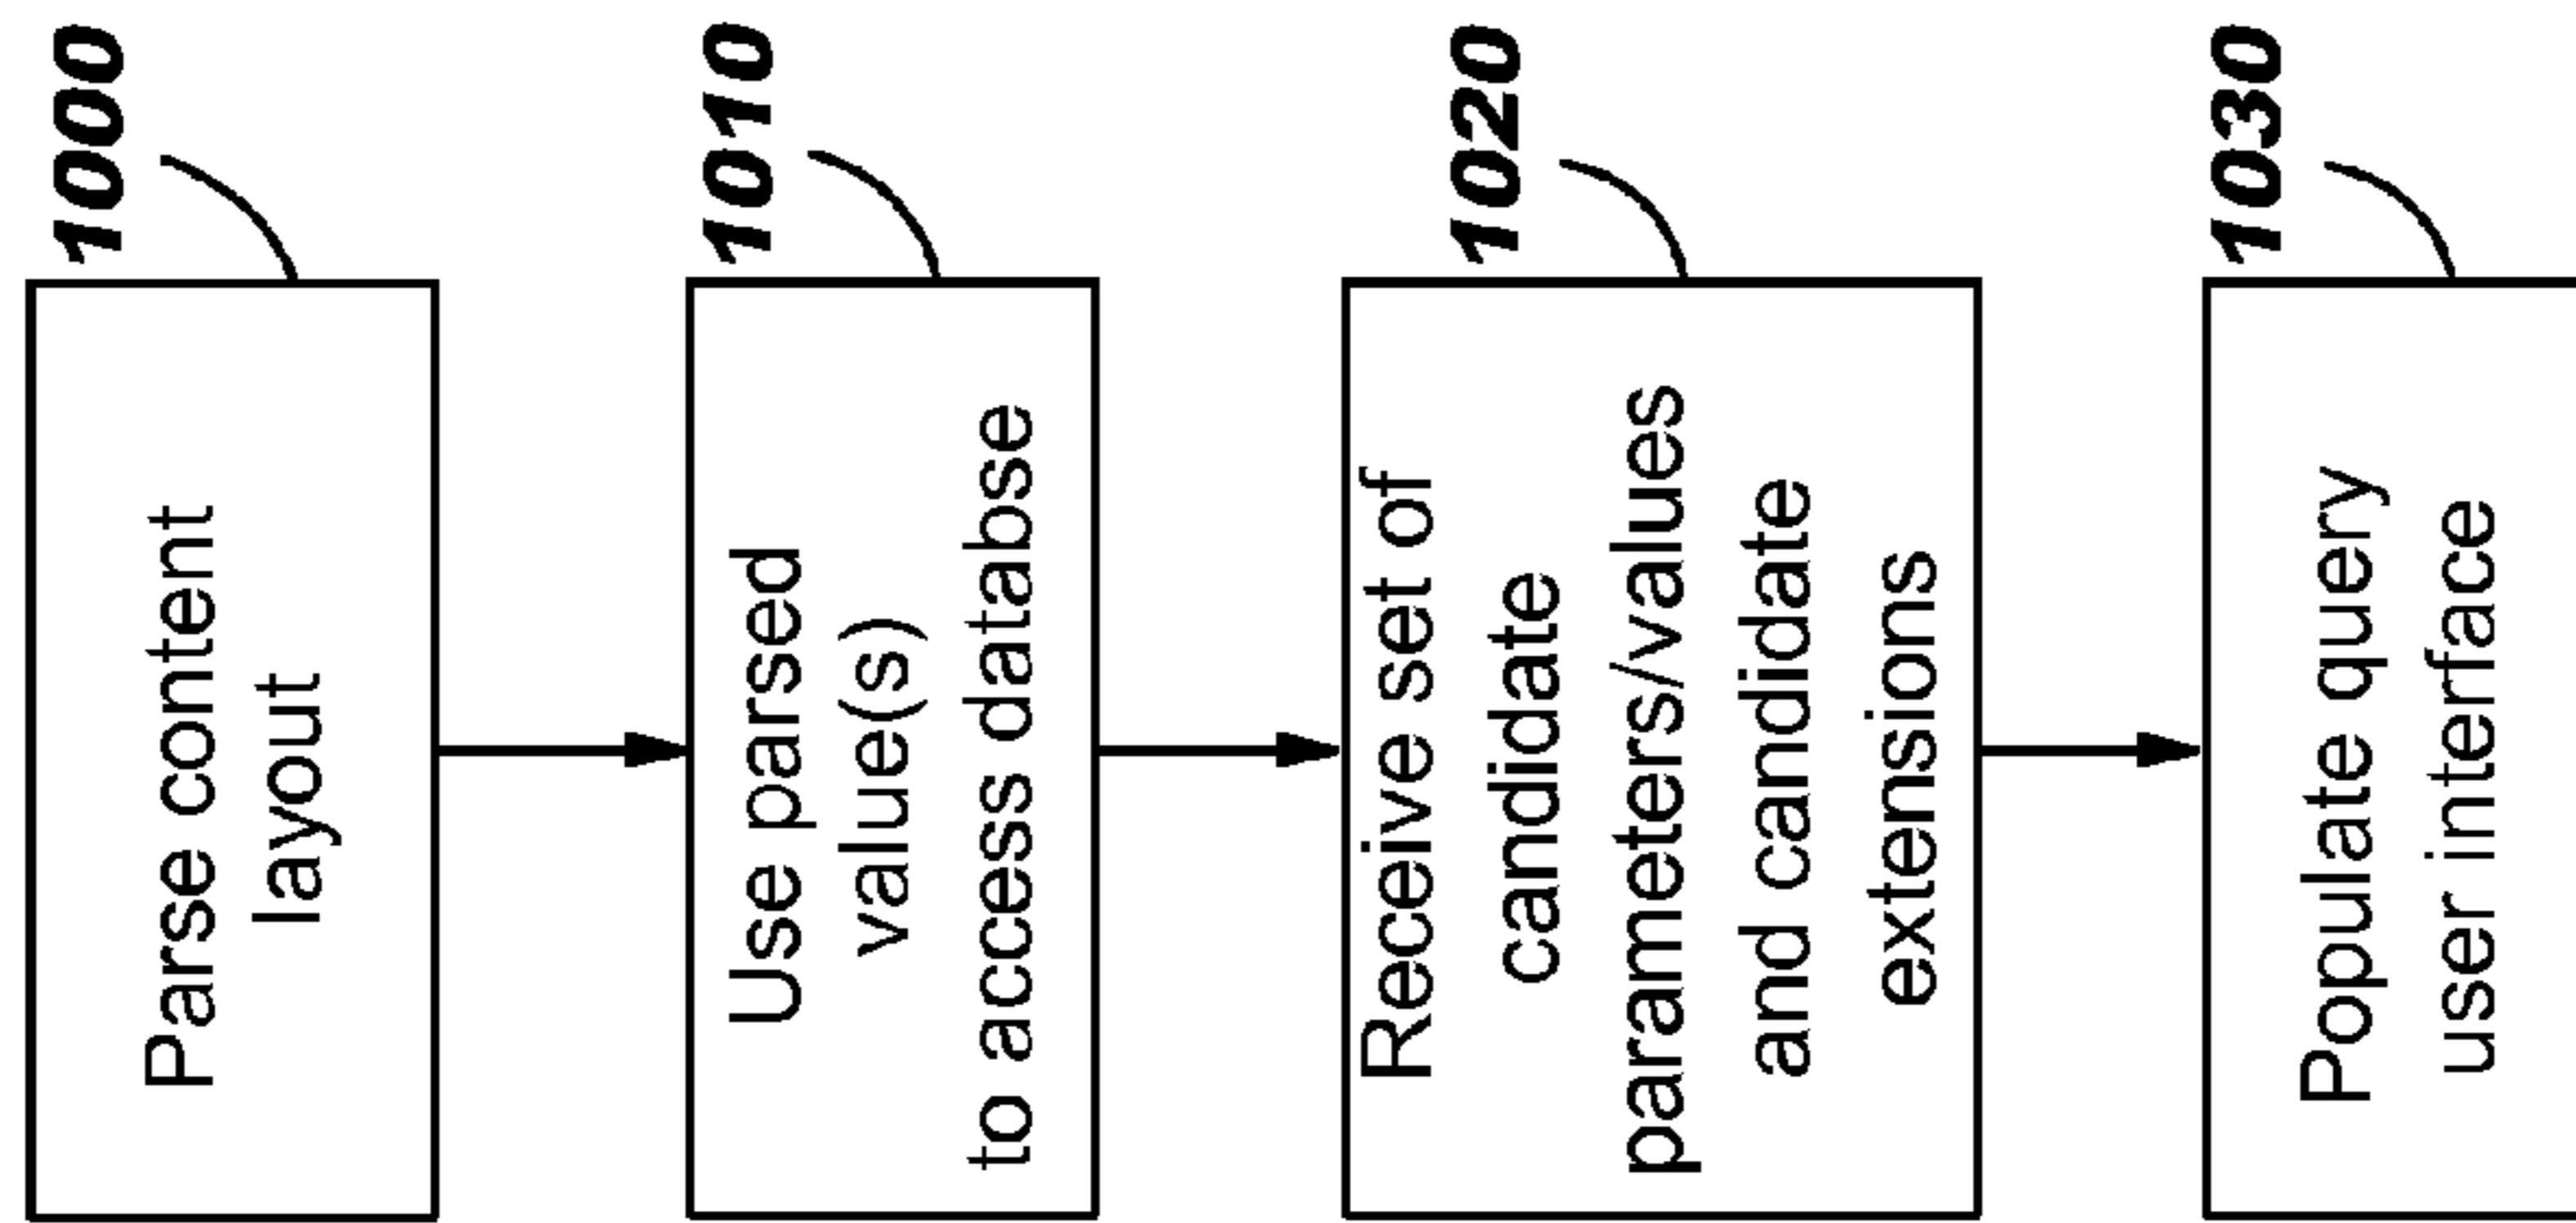 1000
Parse content
layout
1010
Use parsed
value(s)
to access database
1020
Receive set of
candidate
parameters/values
and candidate
extensions
1030
Populate query
user interface